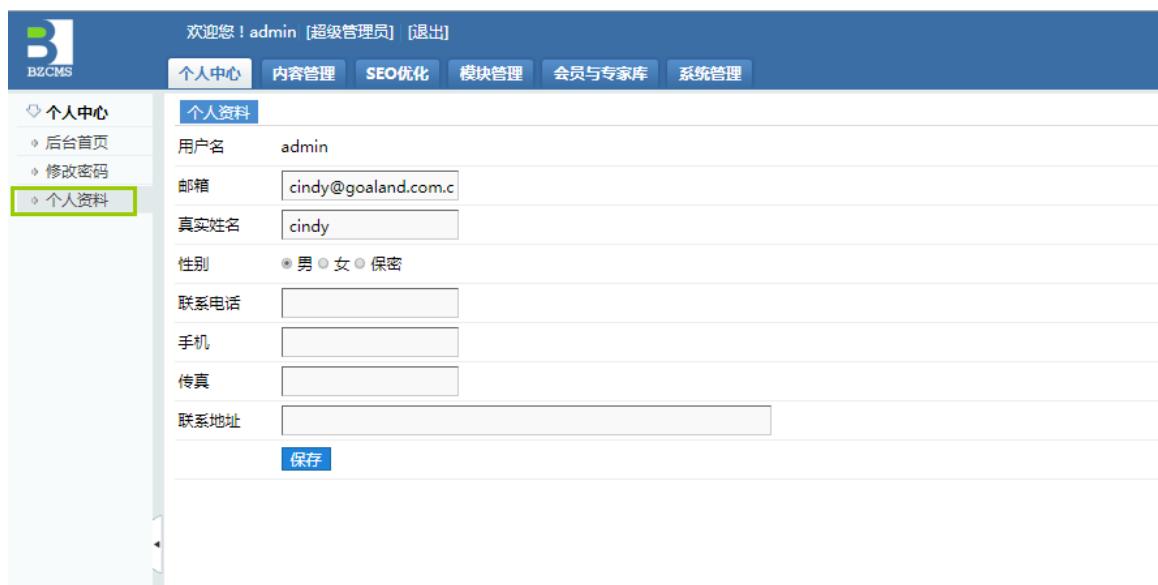 欢迎您！admin [超级管理员] [退出]
BZCMS
个人中心 内容管理 SEO优化 模块管理 会员与专家库 系统管理
个人中心
后台首页
修改密码
个人资料
个人资料
用户名 admin
邮箱 cindy@goaland.com.c
真实姓名 cindy
性别 男 女 保密
联系电话
手机
传真
联系地址
保存